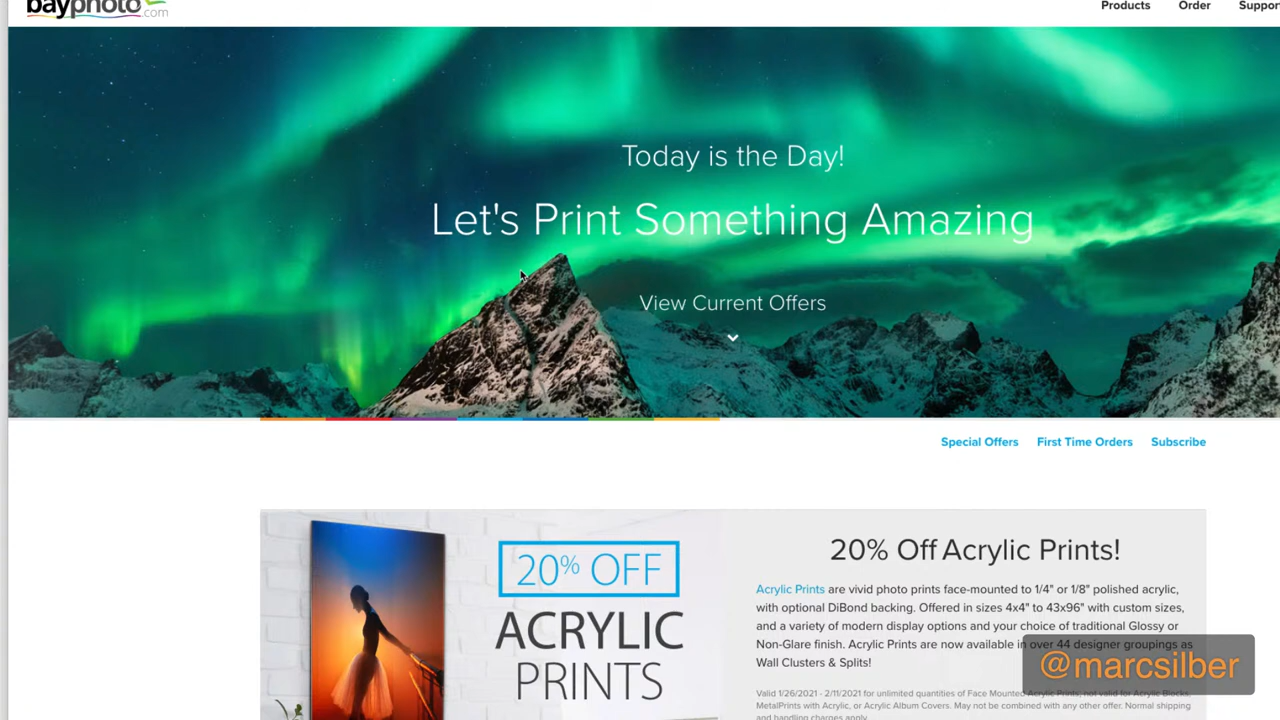 bayphoto.com
Products Order Suppor
Today is the Day!
Let's Print Something Amazing
View Current Offers
Special Offers First Time Orders Subscribe
20% OFF
ACRYLIC
PRINTS
20% Off Acrylic Prints!
Acrylic Prints are vivid photo prints face-mounted to 1/4" or 1/8" polished acrylic,
with optional DiBond backing. Offered in sizes 4x4" to 43x96" with custom sizes,
and a variety of modern display options and your choice of traditional Glossy or
Non-Glare finish. Acrylic Prints are now available in over 44 designer groupings as
Wall Clusters & Splits!
@marcsilber
Valid 1/26/2021 - 2/11/2021 for unlimited quantities of Face Mounted Acrylic Prints; not valid for Acrylic Blocks,
MetalPrints with Acrylic, or Acrylic Album Covers. May not be combined with any other offer. Normal shipping
and handling charges apply.